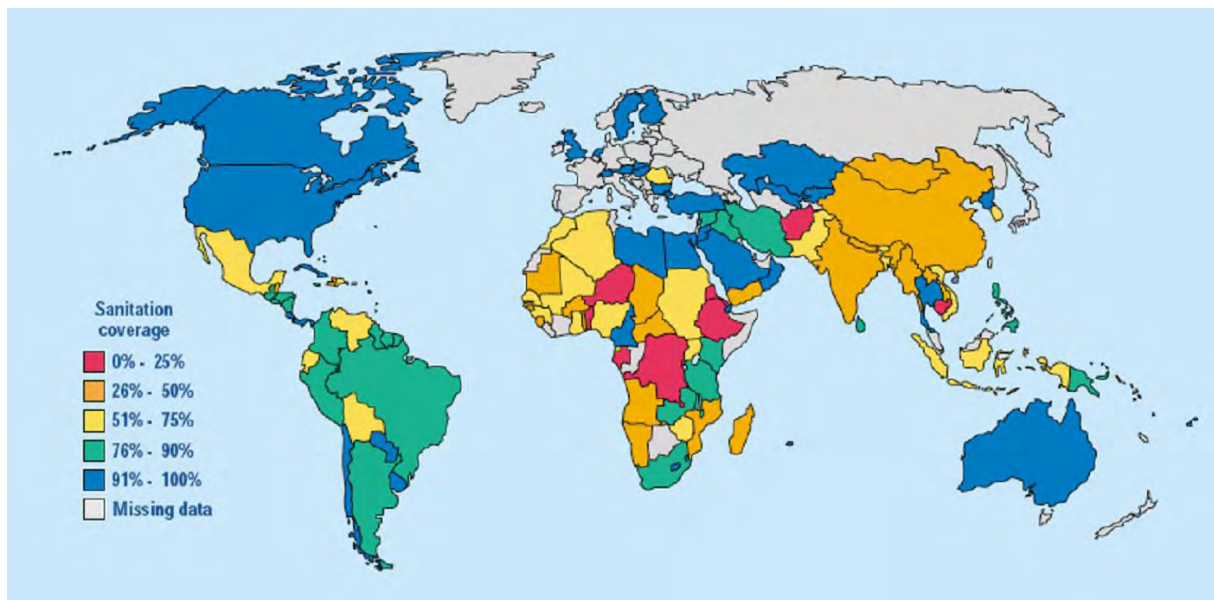 Sanitation
coverage
0% - 25%
26% - 50%
51% - 75%
76% - 90%
91% - 100%
Missing data